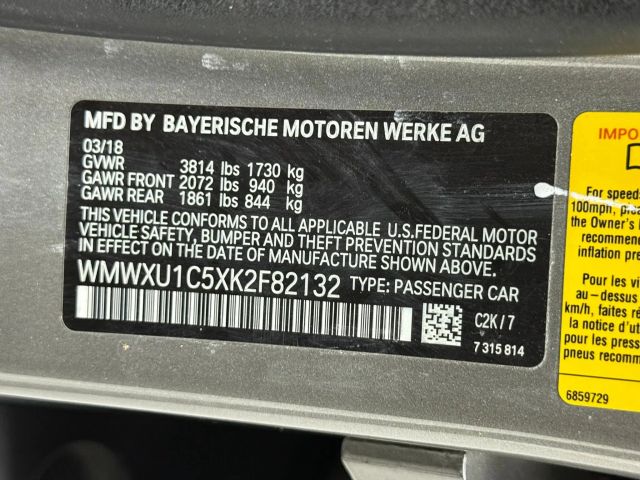 MFD BY BAYERISCHE MOTOREN WERKE AG
03/18
GVWR 3814 lbs 1730 kg
GAWR FRONT 2072 lbs 940 kg
GAWR REAR 1861 lbs 844 kg
THIS VEHICLE CONFORMS TO ALL APPLICABLE U.S.FEDERAL MOTOR
VEHICLE SAFETY, BUMPER AND THEFT PREVENTION STANDARDS
IN EFFECT ON THE DATE OF MANUFACTURE SHOWN ABOVE.
WMWXU1C5XK2F82132 TYPE: PASSENGER CAR
C2K/7
7 315 814
For speeds
100mph, 
the Owner's
recommen
inflation
Pour les vi
au-dessus
km/h, faites
la notice d'ut
pour les press
pneus recomm
6859729